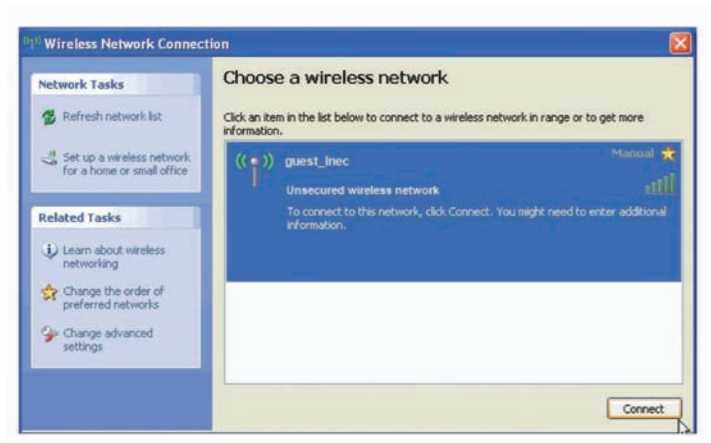 Wireless Network Connection
Network Tasks
Refresh network list
Set up a wireless network
for a home or small office
Related Tasks
Learn about wireless
networking
Change the order of
preferred networks
Change advanced
settings
Choose a wireless network
Click an item in the list below to connect to a wireless network in range or to get more
information.
guest_Inec
Manual
Unsecured wireless network
To connect to this network, click Connect. You might need to enter additional
information.
Connect